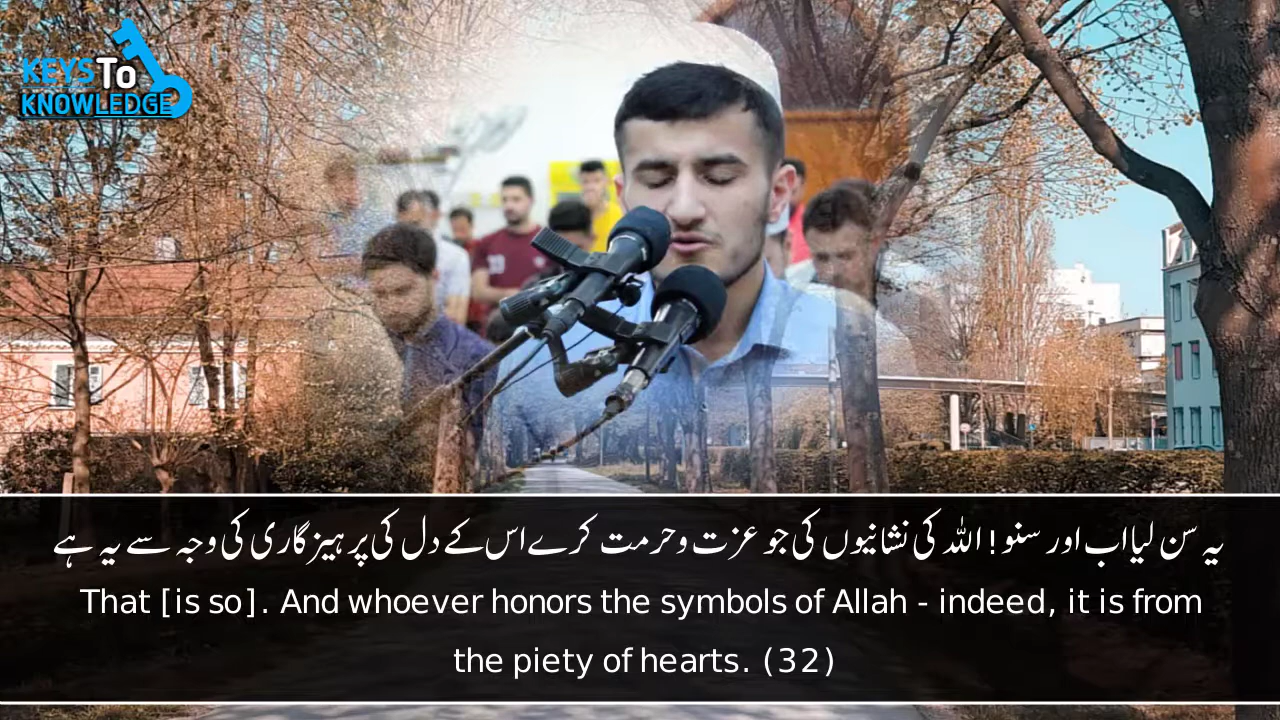 KEYS To
KNOWLEDGE
یہ سن لیا اب اور سنو! اللہ کی نشانیوں کی جو عزت وحرمت کرے اس کے دل کی پرہیزگاری کی وجہ سے یہ ہے
That [is so]. And whoever honors the symbols of Allah - indeed, it is from
the piety of hearts. (32)